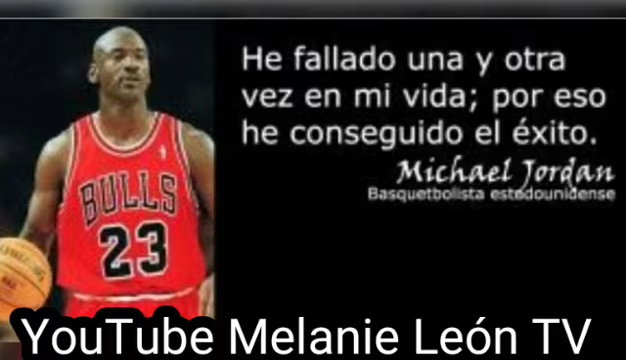 He fallado una y otra
vez en mi vida; por eso
he conseguido el éxito.
Michael Jordan
Basquetbolista estadounidense
BULLS
23
YouTube Melanie León TV